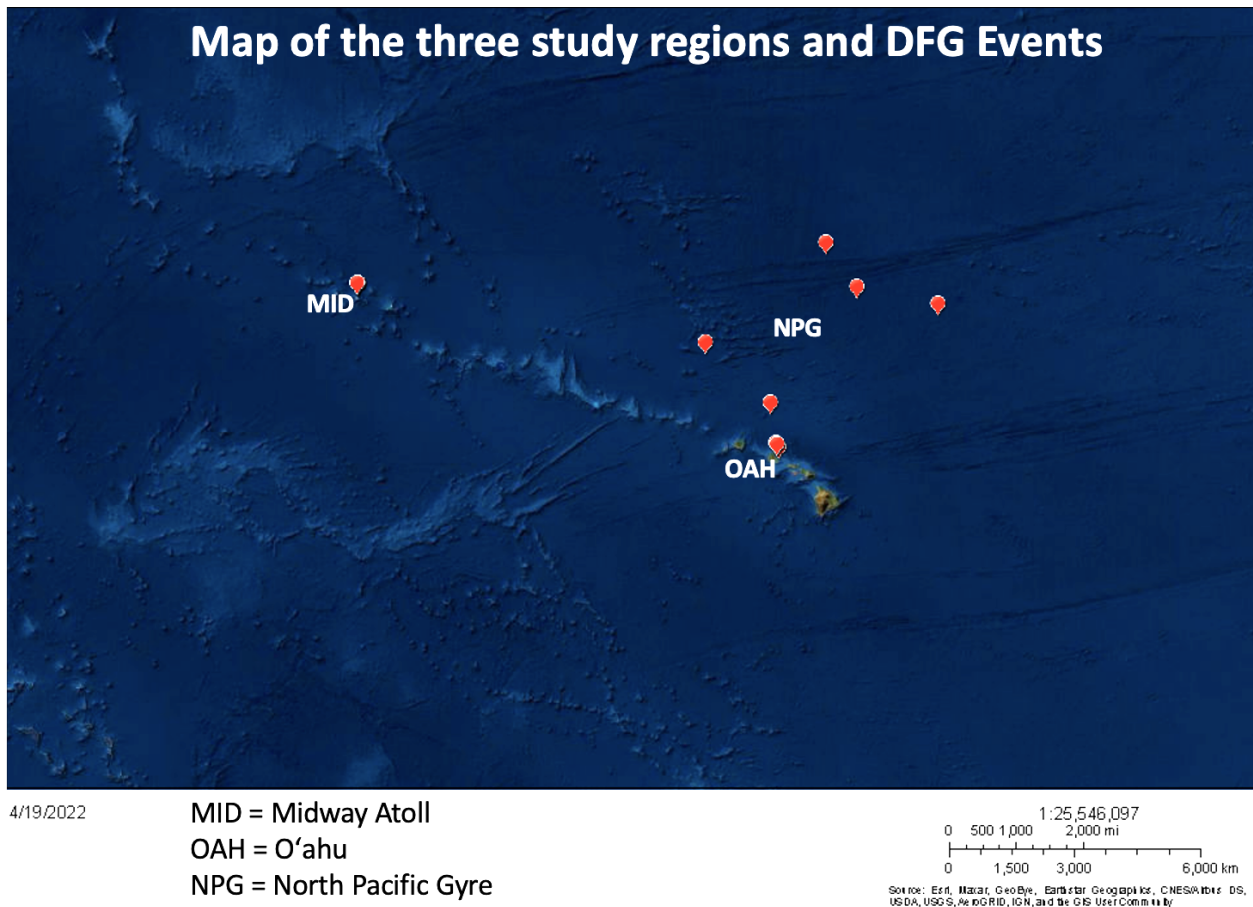 Map of the three study regions and DFG Events
MID
NPG
OAH
4/19/2022
MID = Midway Atoll
OAH = Oʻahu
NPG = North Pacific Gyre
1:25,546,097
0 500 1,000 2,000 mi
0 1,500 3,000 6,000 km
Source: Esri, Maxar, GeoEye, Earthstar Geographics, CNES/Airbus DS,
USDA, USGS, AeroGRID, IGN, and the GIS User Community